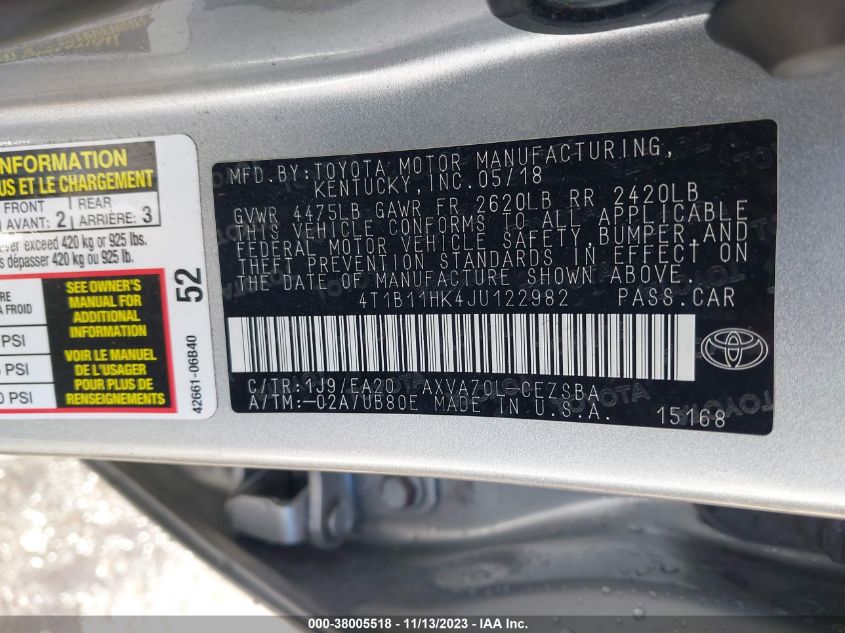 NFORMATION
US ET LE CHARGEMENT
FRONT
REAR
AVANT: 2
ARRIÈRE: 3
ever exceed 420 kg or 925 lbs.
s dépasser 420 kg ou 925 lb.
RE
A FROID
PSI
PSI
0 PSI
SEE OWNER'S
MANUAL FOR
ADDITIONAL
INFORMATION
VOIR LE MANUEL
DE L'USAGER
POUR PLUS DE
RENSEIGNEMENTS
52
42661-06B40
MFD.BY:TOYOTA MOTOR MANUFACTURING,
KENTUCKY, INC.05/18
GVWR 4475LB GAWR FR 2620LB RR 2420LB
THIS VEHICLE CONFORMS TO ALL APPLICABLE
FEDERAL MOTOR VEHICLE SAFETY,BUMPER,AND
THEFT PREVENTION STANDARDS IN EFFECT ON
THE DATE OF MANUFACTURE SHOWN ABOVE.
4T1B11HK4JU122982 PASS.CAR
C/TR:1J9/EA20 AXVA70L-CEZSBA
A/TM:-02A/UB80E MADE IN U.S.A. 15168
000-38005518 - 11/13/2023 - IAA Inc.